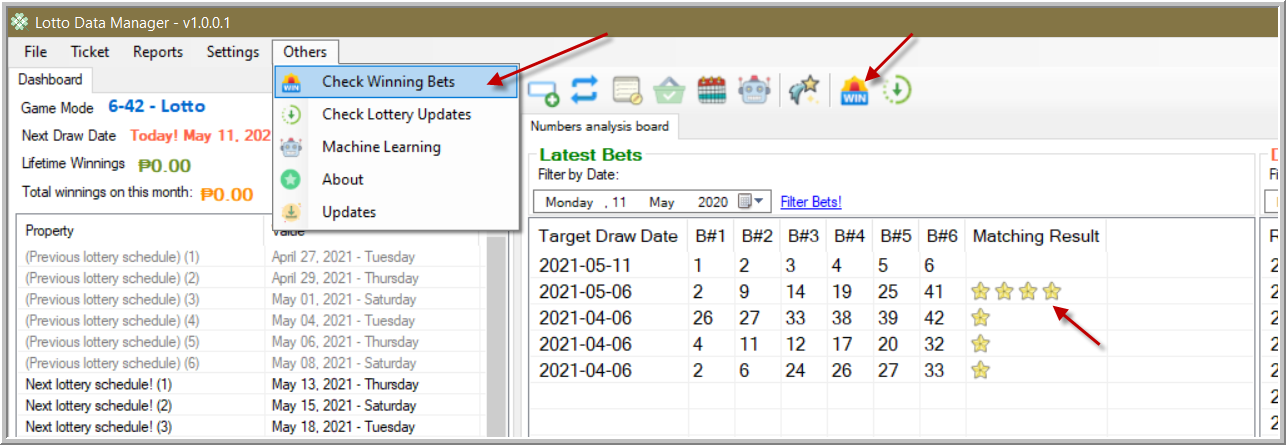 Lotto Data Manager - v1.0.0.1
File Ticket Reports Settings Others
Check Winning Bets
Check Lottery Updates
Machine Learning
About
Updates
WIN
WIN
Dashboard
Game Mode 6-42 - Lotto
Next Draw Date Today! May 11, 202
Lifetime Winnings ₱0.00
Total winnings on this month: ₱0.00
Property Value
(Previous lottery schedule) (1) April 27, 2021 - Tuesday
(Previous lottery schedule) (2) April 29, 2021 - Thursday
(Previous lottery schedule) (3) May 01, 2021 - Saturday
(Previous lottery schedule) (4) May 04, 2021 - Tuesday
(Previous lottery schedule) (5) May 06, 2021 - Thursday
(Previous lottery schedule) (6) May 08, 2021 - Saturday
Next lottery schedule! (1) May 13, 2021 - Thursday
Next lottery schedule! (2) May 15, 2021 - Saturday
Next lottery schedule! (3) May 18, 2021 - Tuesday
Numbers analysis board
Latest Bets
Filter by Date:
Monday , 11 May 2020 Filter Bets!
Target Draw Date B#1 B#2 B#3 B#4 B#5 B#6 Matching Result
2021-05-11 1 2 3 4 5 6
2021-05-06 2 9 14 19 25 41
2021-04-06 26 27 33 38 39 42
2021-04-06 4 11 12 17 20 32
2021-04-06 2 6 24 26 27 33